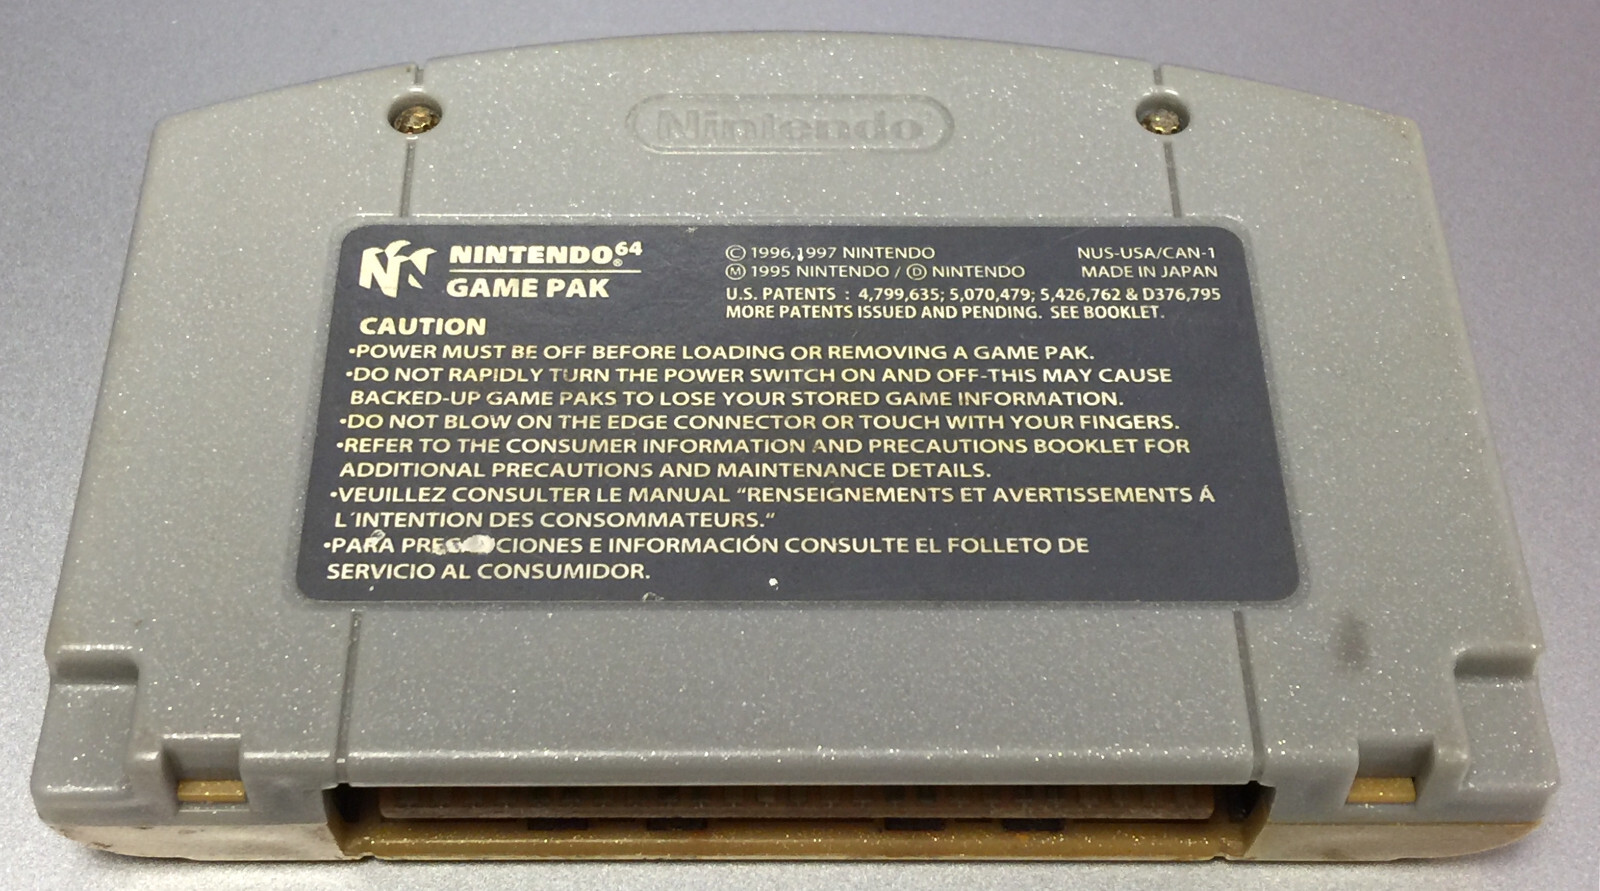 Nintendo
NINTENDO⁶⁴®
GAME PAK
© 1996,1997 NINTENDO
Ⓜ 1995 NINTENDO / Ⓓ NINTENDO
NUS-USA/CAN-1
MADE IN JAPAN
U.S. PATENTS : 4,799,635; 5,070,479; 5,426,762 & D376,795
MORE PATENTS ISSUED AND PENDING. SEE BOOKLET.
CAUTION
•POWER MUST BE OFF BEFORE LOADING OR REMOVING A GAME PAK.
•DO NOT RAPIDLY TURN THE POWER SWITCH ON AND OFF-THIS MAY CAUSE
BACKED-UP GAME PAKS TO LOSE YOUR STORED GAME INFORMATION.
•DO NOT BLOW ON THE EDGE CONNECTOR OR TOUCH WITH YOUR FINGERS.
•REFER TO THE CONSUMER INFORMATION AND PRECAUTIONS BOOKLET FOR
ADDITIONAL PRECAUTIONS AND MAINTENANCE DETAILS.
•VEUILLEZ CONSULTER LE MANUAL “RENSEIGNEMENTS ET AVERTISSEMENTS Á
L´INTENTION DES CONSOMMATEURS.”
•PARA E INFORMACIÓN CONSULTE EL FOLLETO DE
SERVICIO AL CONSUMIDOR.